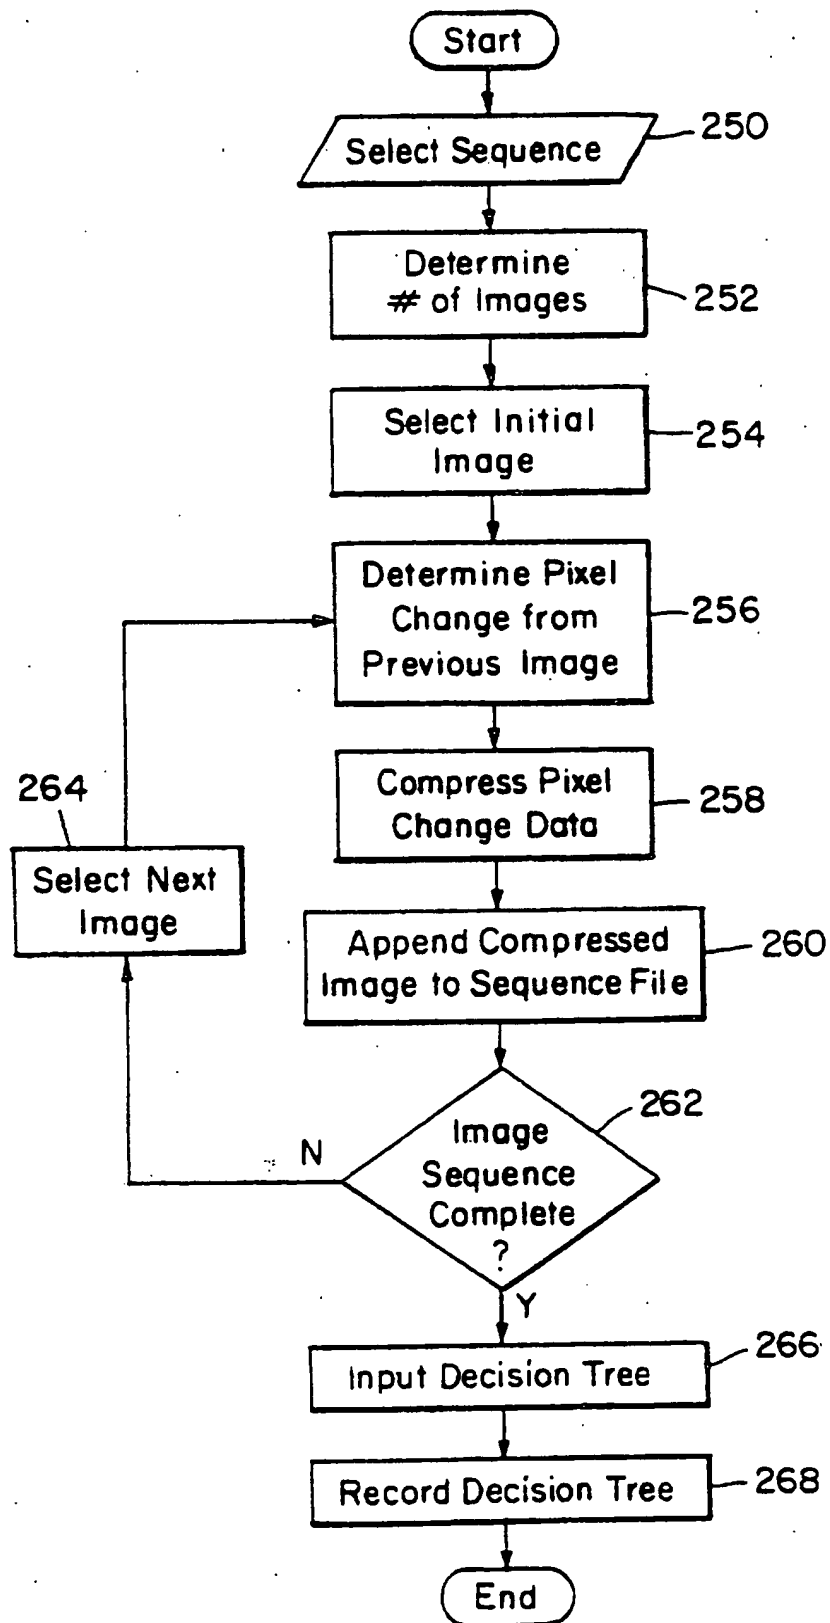 Start
Select Sequence
250
Determine
# of Images
252
Select Initial
Image
254
Determine Pixel
Change from
Previous Image
256
Compress Pixel
Change Data
258
264
Select Next
Image
Append Compressed
Image to Sequence File
260
Image
Sequence
Complete
?
262
N
Y
Input Decision Tree
266
Record Decision Tree
268
End